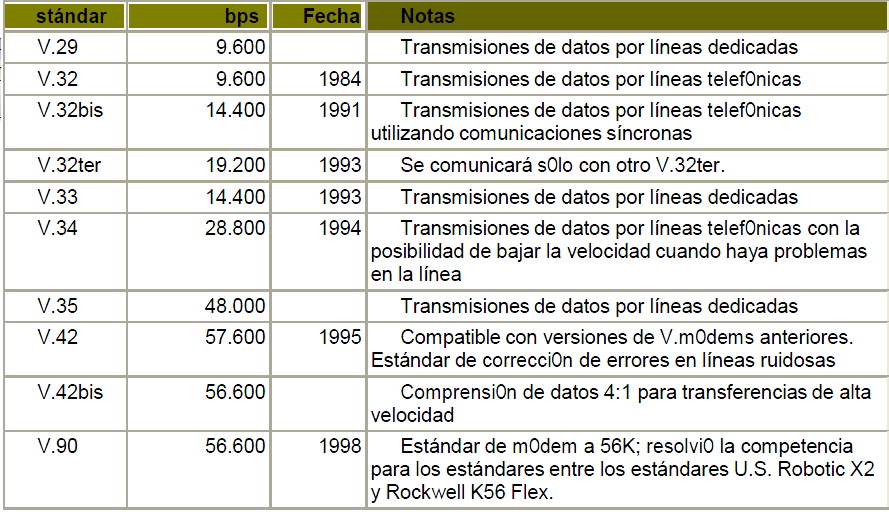 stándar bps Fecha Notas
V.29 9.600 Transmisiones de datos por líneas dedicadas
V.32 9.600 1984 Transmisiones de datos por líneas telef0nicas
V.32bis 14.400 1991 Transmisiones de datos por líneas telef0nicas
utilizando comunicaciones síncronas
V.32ter 19.200 1993 Se comunicará s0lo con otro V.32ter.
V.33 14.400 1993 Transmisiones de datos por líneas dedicadas
V.34 28.800 1994 Transmisiones de datos por líneas telef0nicas con la
posibilidad de bajar la velocidad cuando haya problemas
en la línea
V.35 48.000 Transmisiones de datos por líneas dedicadas
V.42 57.600 1995 Compatible con versiones de V.m0dems anteriores.
Estándar de correcci0n de errores en líneas ruidosas
V.42bis 56.600 Comprensi0n de datos 4:1 para transferencias de alta
velocidad
V.90 56.600 1998 Estándar de m0dem a 56K; resolvi0 la competencia
para los estándares entre los estándares U.S. Robotic X2
y Rockwell K56 Flex.